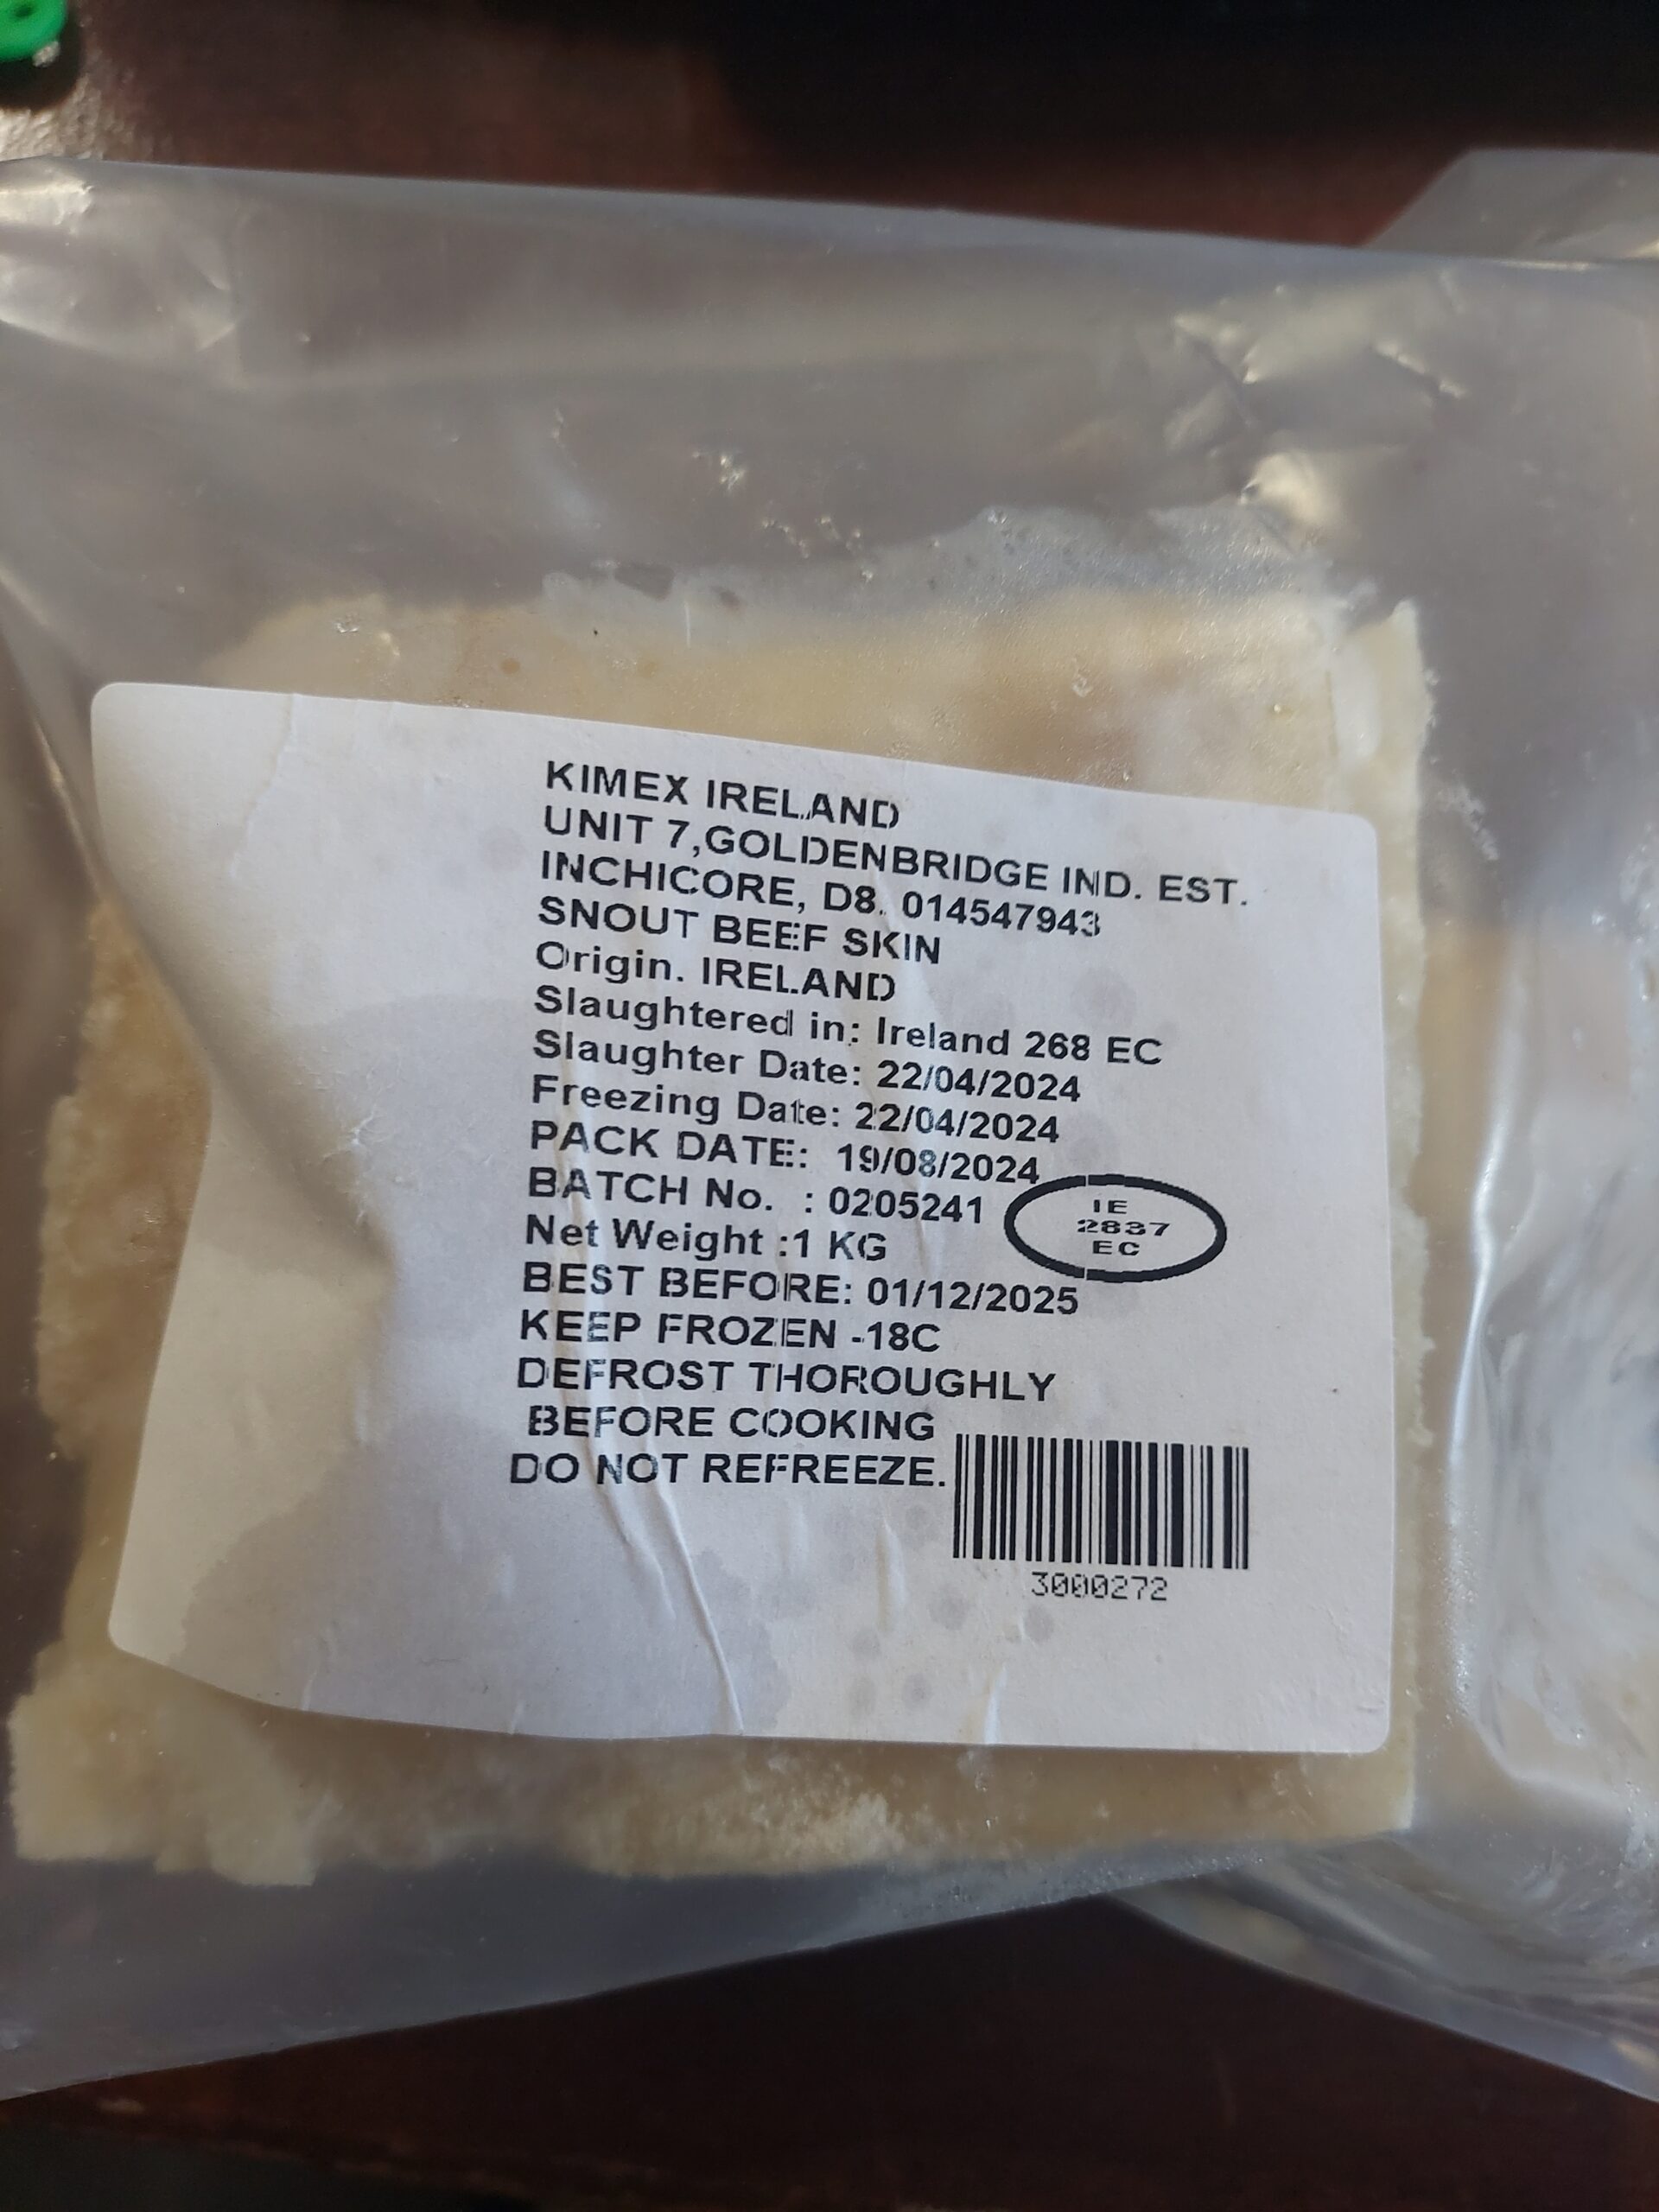 KIMEX IRELAND
UNIT 7,GOLDENBRIDGE IND. EST.
INCHICORE, D8. 014547943
SNOUT BEEF SKIN
Origin. IRELAND
Slaughtered in: Ireland 268 EC
Slaughter Date: 22/04/2024
Freezing Date: 22/04/2024
PACK DATE: 19/08/2024
BATCH No. : 0205241
IE
2837
EC
Net Weight :1 KG
BEST BEFORE: 01/12/2025
KEEP FROZEN -18C
DEFROST THOROUGHLY
BEFORE COOKING
DO NOT REFREEZE.
3000272